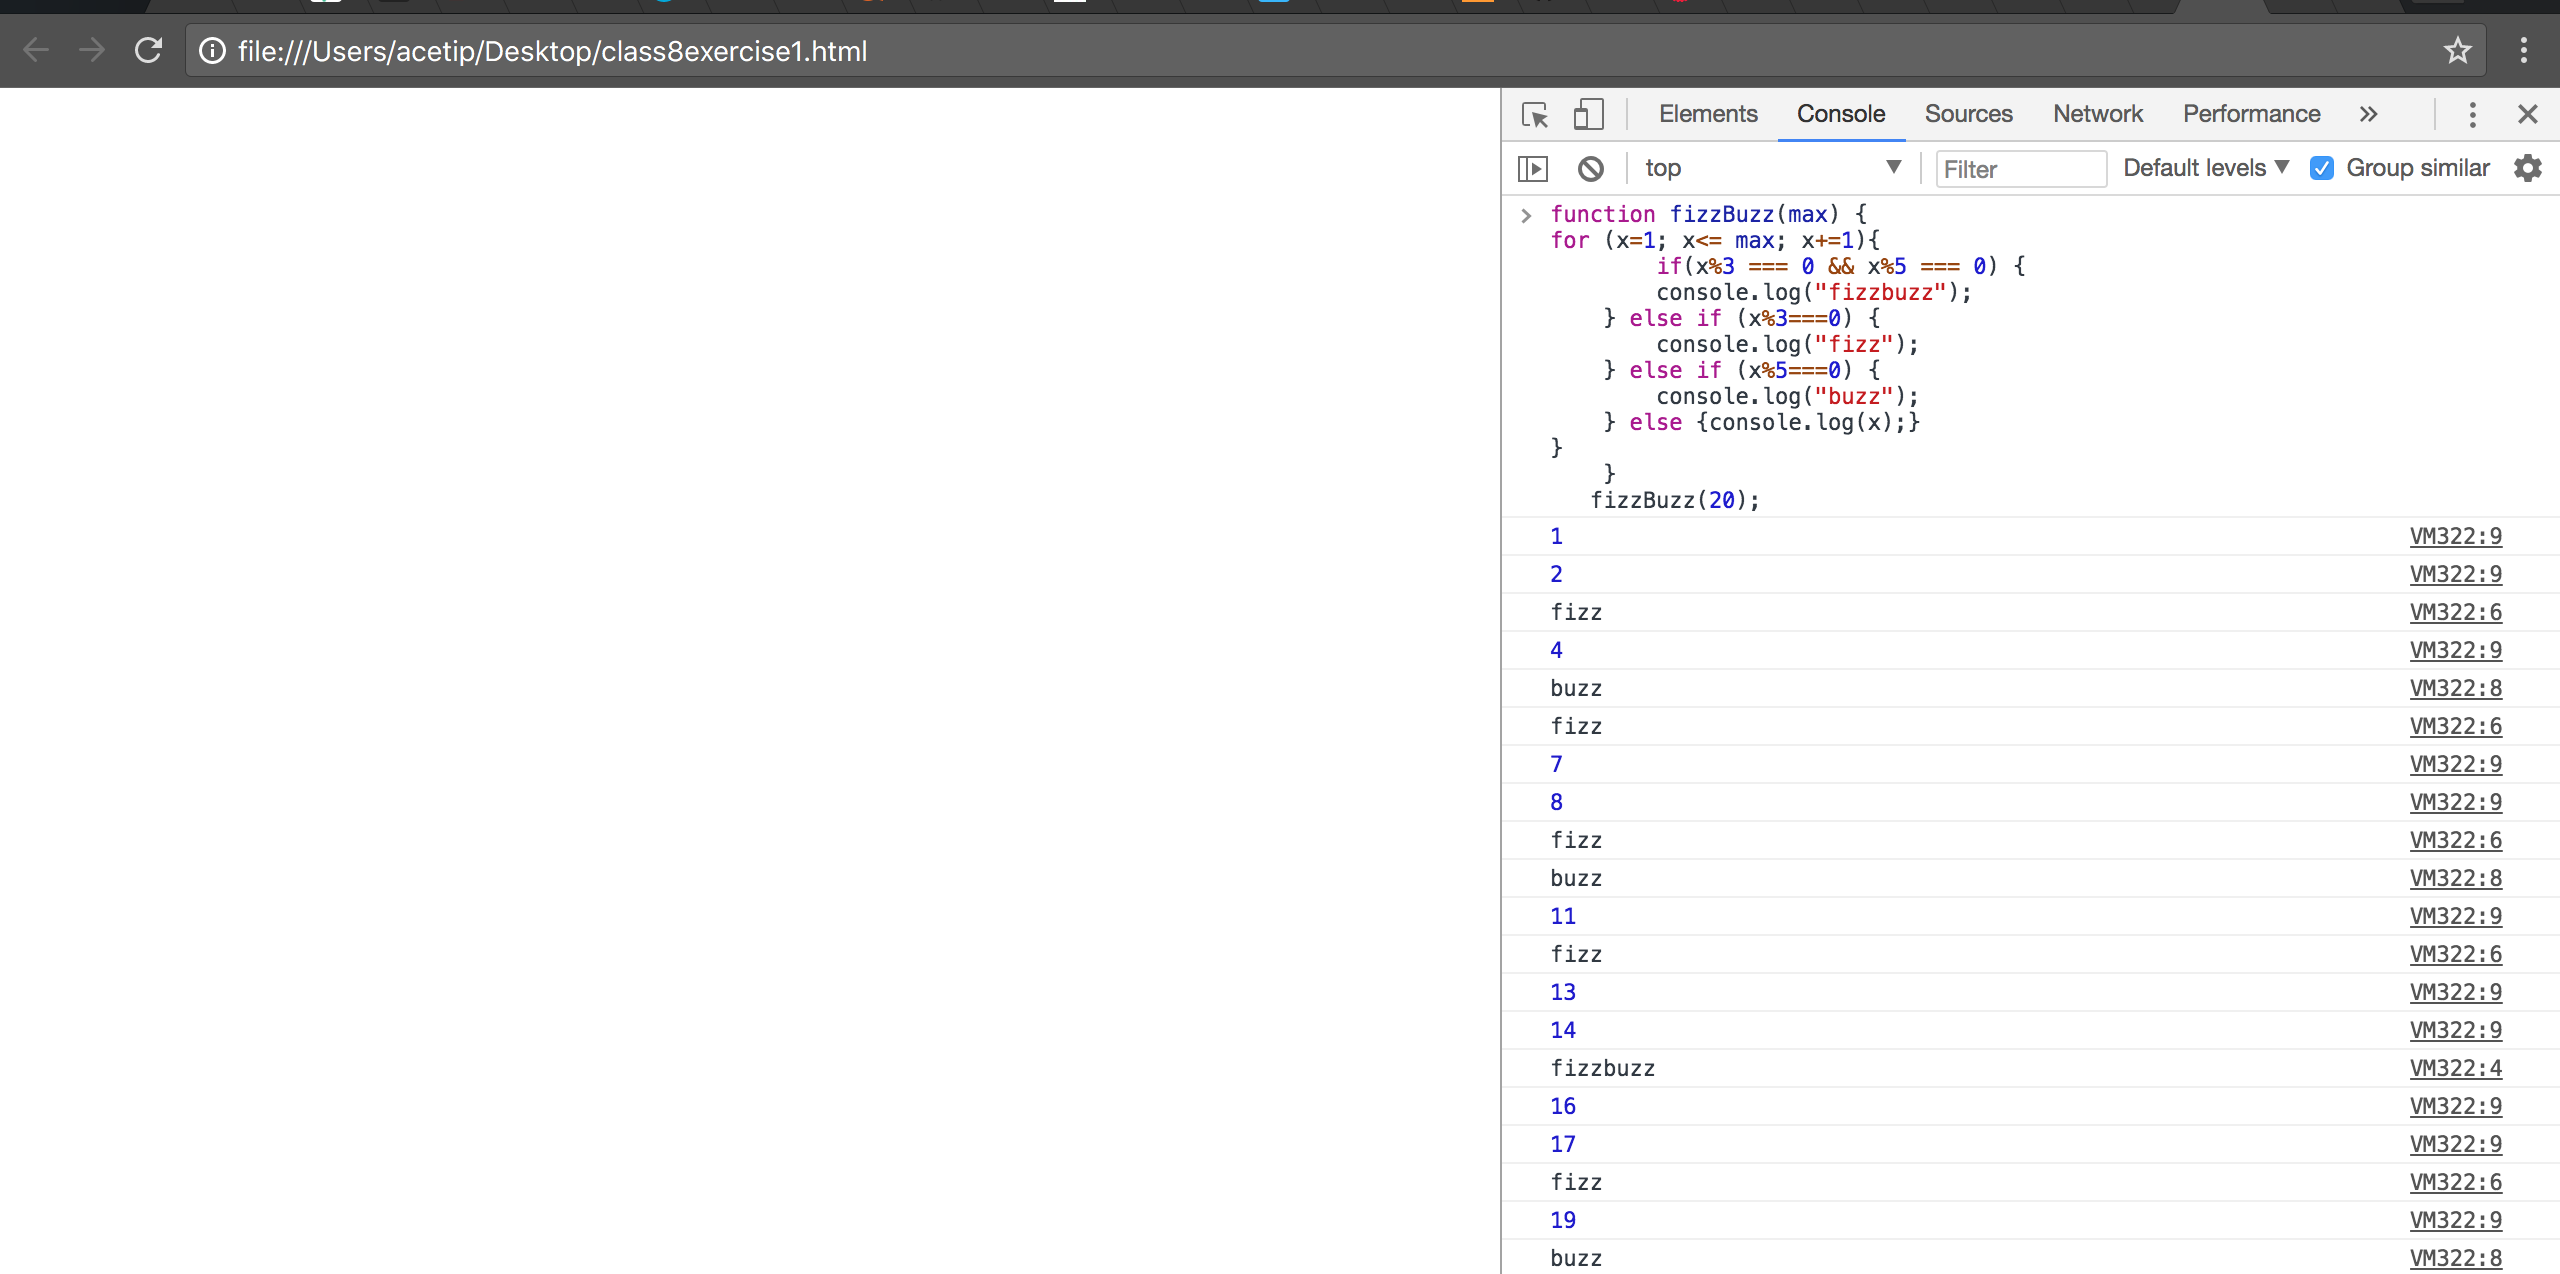 file:///Users/acetip/Desktop/class8exercise1.html
Elements Console Sources Network Performance »
top Filter Default levels Group similar
function fizzBuzz(max) {
for (x=1; x<= max; x+=1){
        if(x%3 === 0 && x%5 === 0) {
        console.log("fizzbuzz");
    } else if (x%3===0) {
        console.log("fizz");
    } else if (x%5===0) {
        console.log("buzz");
    } else {console.log(x);}
}
    }
   fizzBuzz(20);
1 VM322:9
2 VM322:9
fizz VM322:6
4 VM322:9
buzz VM322:8
fizz VM322:6
7 VM322:9
8 VM322:9
fizz VM322:6
buzz VM322:8
11 VM322:9
fizz VM322:6
13 VM322:9
14 VM322:9
fizzbuzz VM322:4
16 VM322:9
17 VM322:9
fizz VM322:6
19 VM322:9
buzz VM322:8